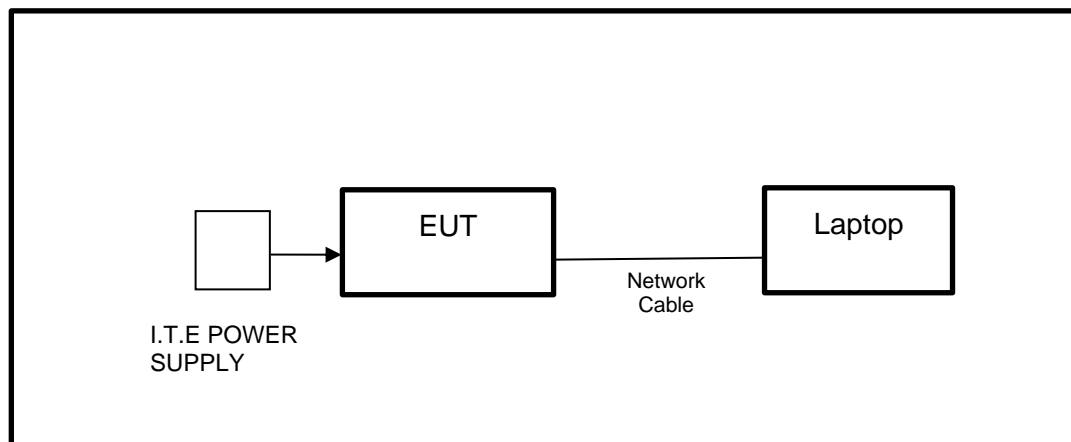 EUT
Laptop
Network
Cable
I.T.E POWER
SUPPLY